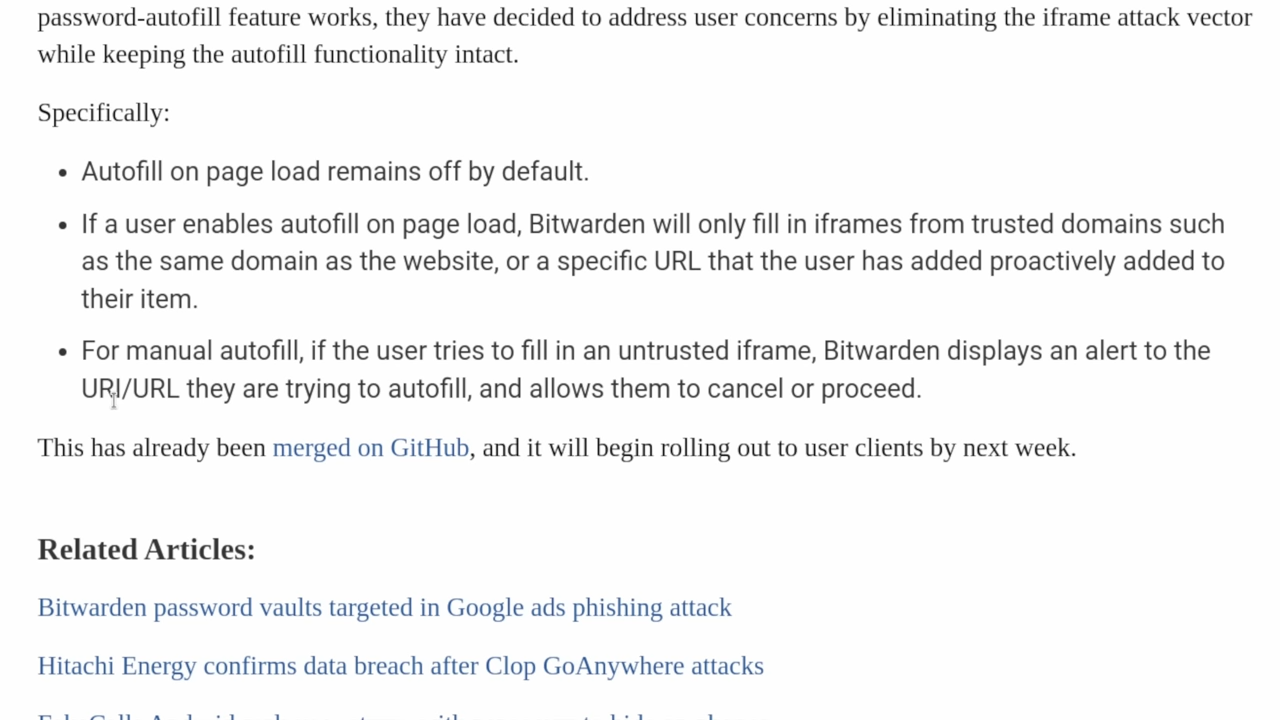 password-autofill feature works, they have decided to address user concerns by eliminating the iframe attack vector
while keeping the autofill functionality intact.
Specifically:
• Autofill on page load remains off by default.
• If a user enables autofill on page load, Bitwarden will only fill in iframes from trusted domains such
as the same domain as the website, or a specific URL that the user has added proactively added to
their item.
• For manual autofill, if the user tries to fill in an untrusted iframe, Bitwarden displays an alert to the
URI/URL they are trying to autofill, and allows them to cancel or proceed.
This has already been merged on GitHub, and it will begin rolling out to user clients by next week.
Related Articles:
Bitwarden password vaults targeted in Google ads phishing attack
Hitachi Energy confirms data breach after Clop GoAnywhere attacks